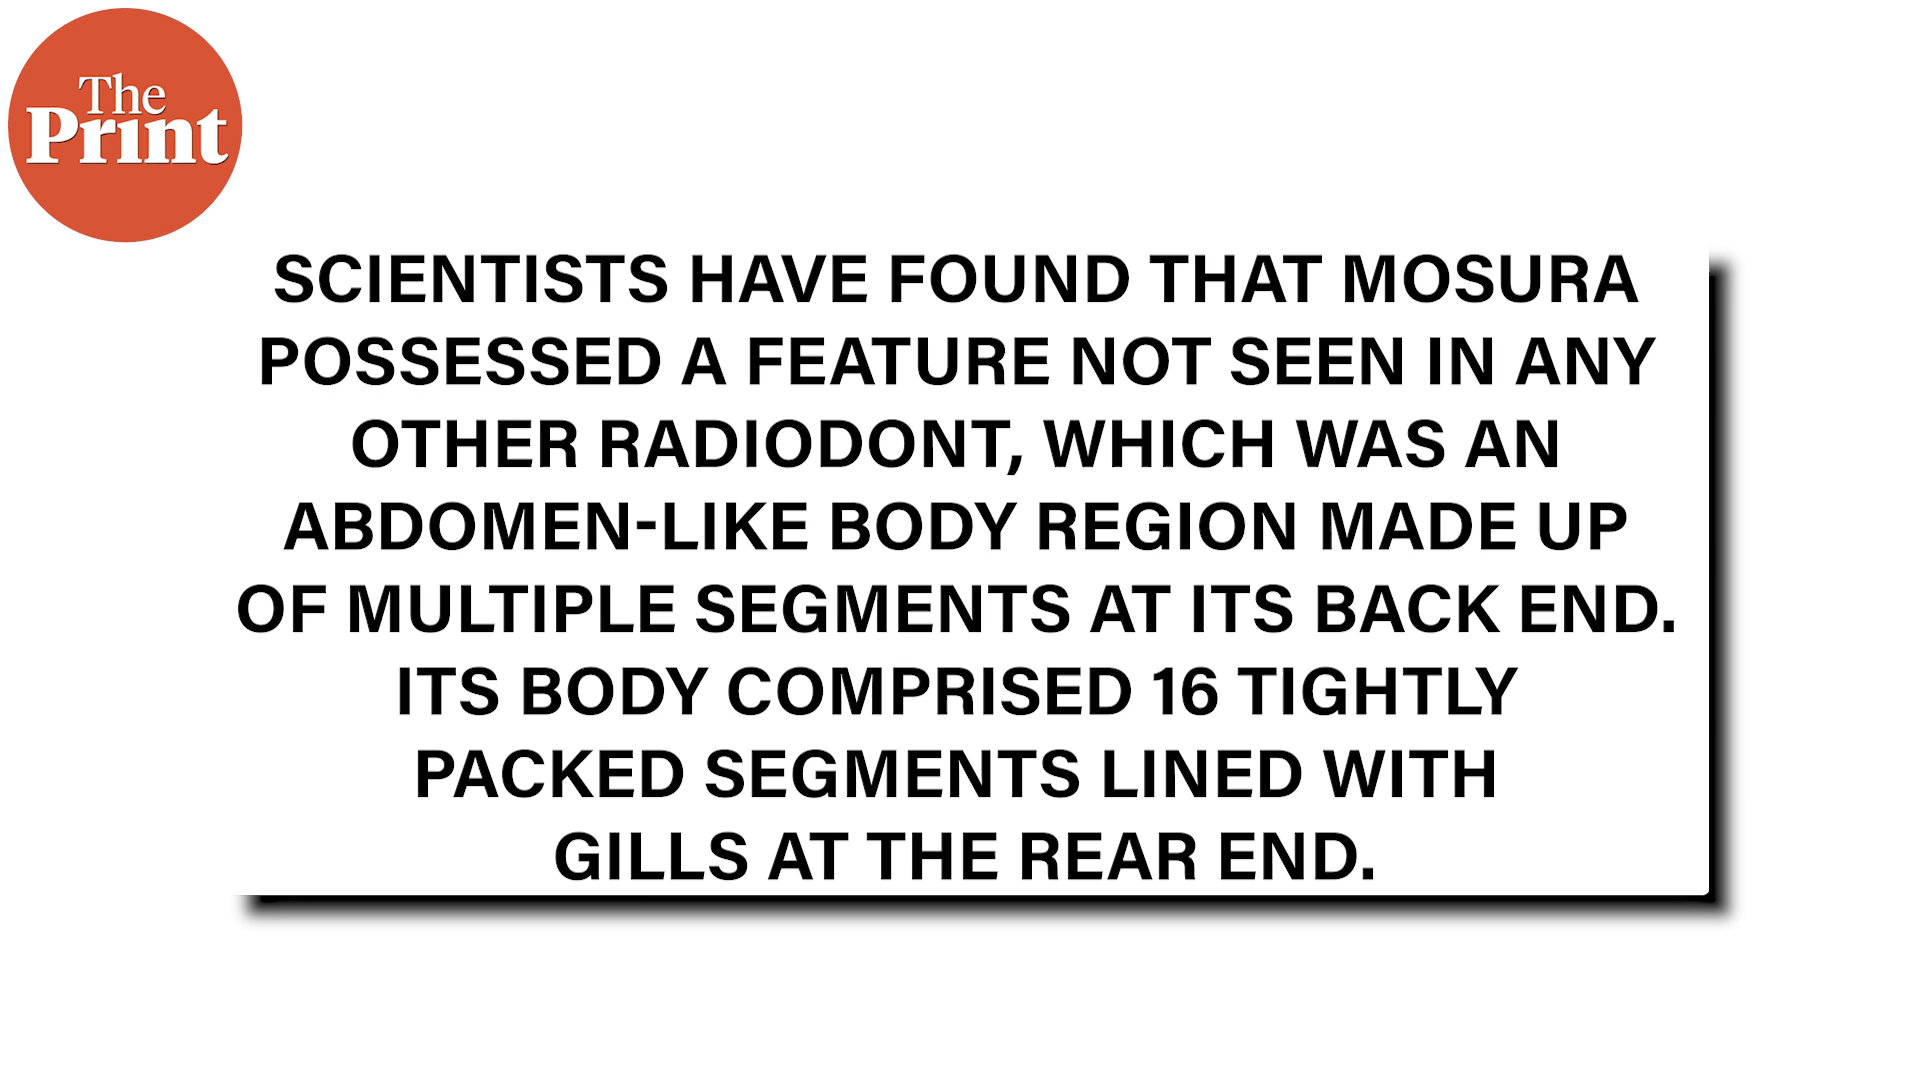 The
Print
SCIENTISTS HAVE FOUND THAT MOSURA
POSSESSED A FEATURE NOT SEEN IN ANY
OTHER RADIODONT, WHICH WAS AN
ABDOMEN-LIKE BODY REGION MADE UP
OF MULTIPLE SEGMENTS AT ITS BACK END.
ITS BODY COMPRISED 16 TIGHTLY
PACKED SEGMENTS LINED WITH
GILLS AT THE REAR END.